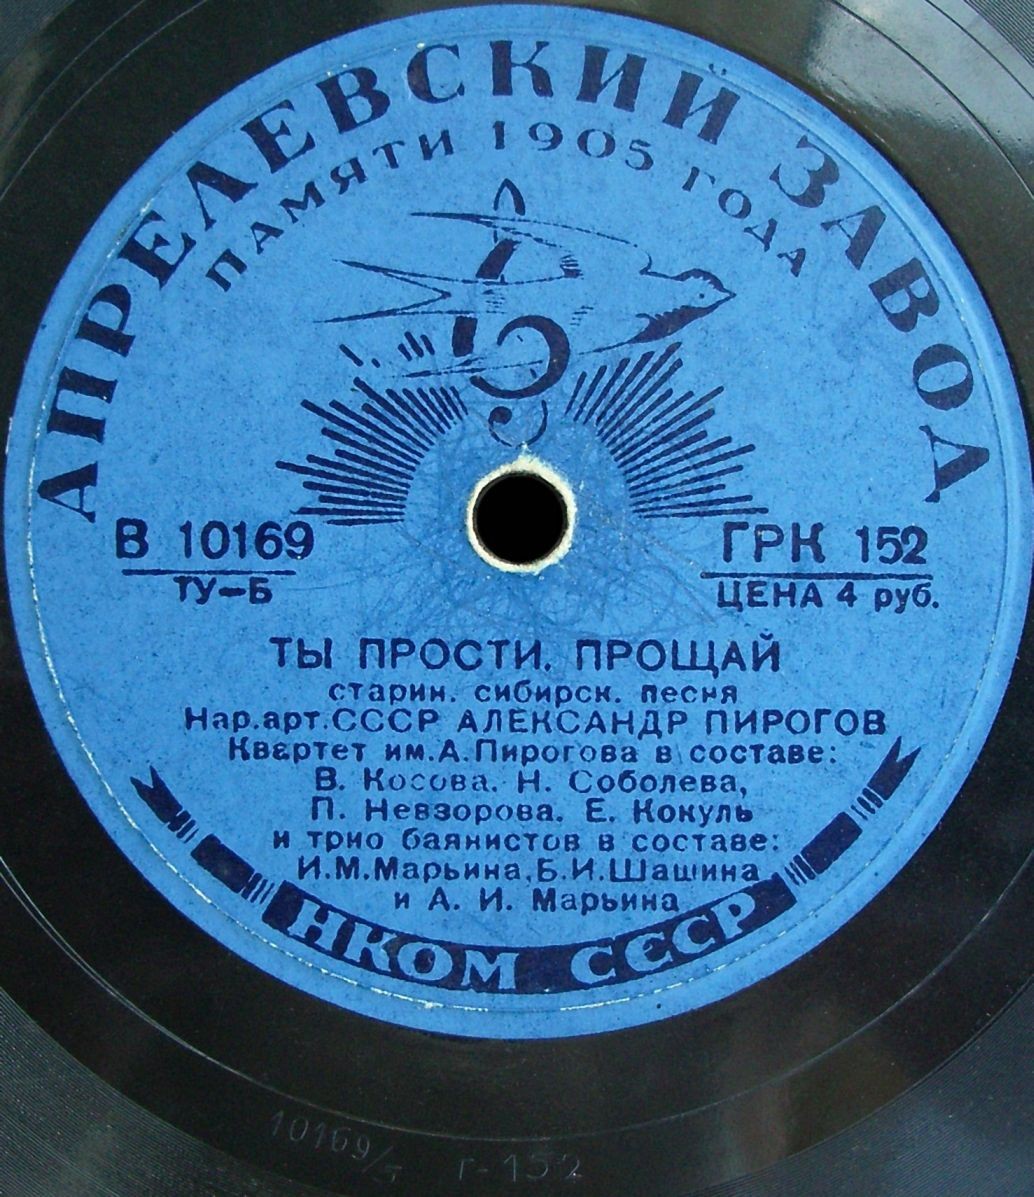 АПРЕЛЕВСКИЙ ЗАВОД
ПАМЯТИ 1905 ГОДА
В 10169
ТУ–Б
ГРК 152
ЦЕНА 4 руб.
ТЫ ПРОСТИ, ПРОЩАЙ
старин. сибирск. песня
Нар.арт.СССР АЛЕКСАНДР ПИРОГОВ
Квартет им.А.Пирогова в составе:
В. Косова. Н. Соболева,
П. Невзорова. Е. Кокуль
и трио баянистов в составе:
И.М.Марьина,Б.И.Шашина
и А. И. Марьина
НКОМ СССР
10169/ г-152